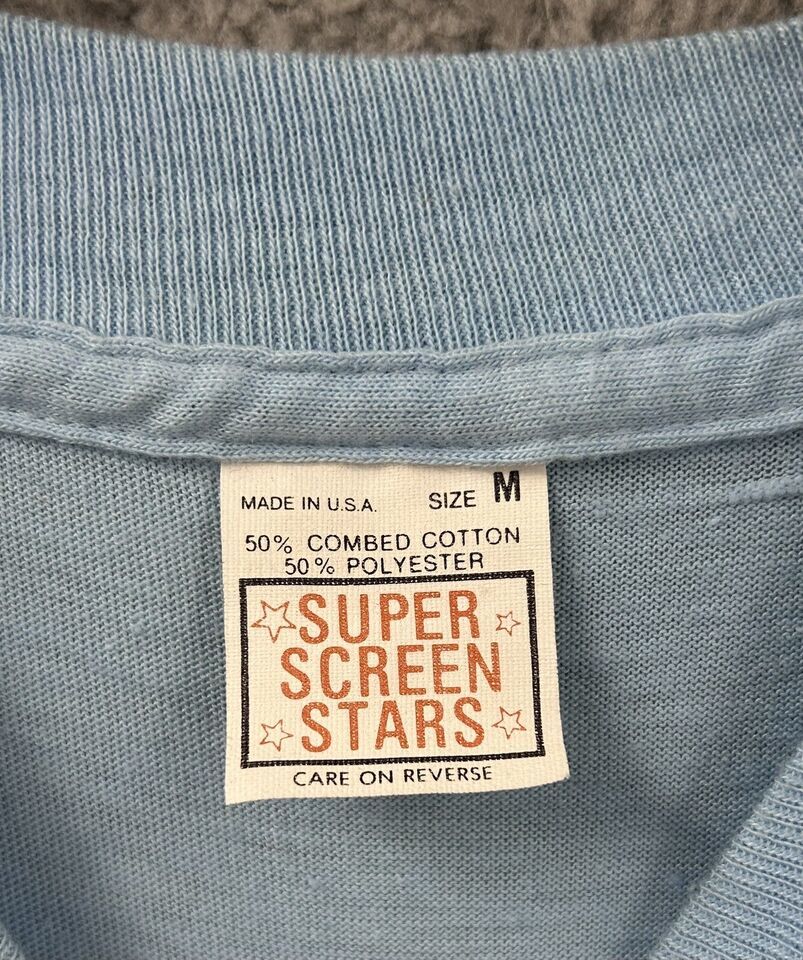 MADE IN U.S.A. SIZE M
50% COMBED COTTON
50% POLYESTER
SUPER
SCREEN
STARS
CARE ON REVERSE